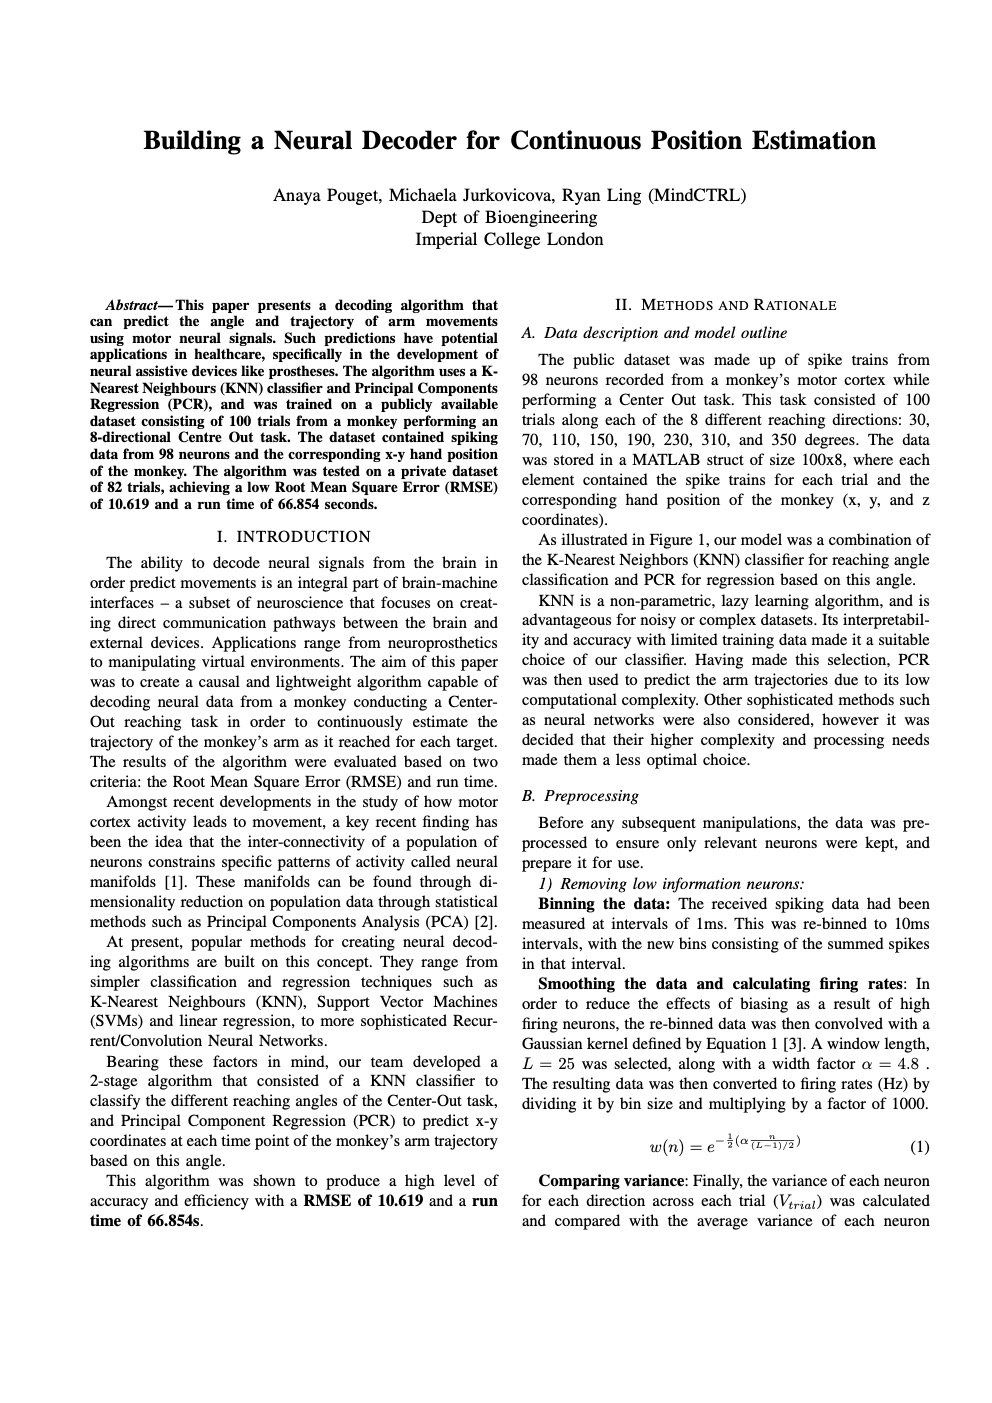 Building a Neural Decoder for Continuous Position Estimation
Anaya Pouget, Michaela Jurkovicova, Ryan Ling (MindCTRL)
Dept of Bioengineering
Imperial College London
Abstract—This paper presents a decoding algorithm that
can predict the angle and trajectory of arm movements
using motor neural signals. Such predictions have potential
applications in healthcare, specifically in the development of
neural assistive devices like prostheses. The algorithm uses a K-
Nearest Neighbours (KNN) classifier and Principal Components
Regression (PCR), and was trained on a publicly available
dataset consisting of 100 trials from a monkey performing an
8-directional Centre Out task. The dataset contained spiking
data from 98 neurons and the corresponding x-y hand position
of the monkey. The algorithm was tested on a private dataset
of 82 trials, achieving a low Root Mean Square Error (RMSE)
of 10.619 and a run time of 66.854 seconds.
I. INTRODUCTION
The ability to decode neural signals from the brain in
order predict movements is an integral part of brain-machine
interfaces – a subset of neuroscience that focuses on creat-
ing direct communication pathways between the brain and
external devices. Applications range from neuroprosthetics
to manipulating virtual environments. The aim of this paper
was to create a causal and lightweight algorithm capable of
decoding neural data from a monkey conducting a Center-
Out reaching task in order to continuously estimate the
trajectory of the monkey's arm as it reached for each target.
The results of the algorithm were evaluated based on two
criteria: the Root Mean Square Error (RMSE) and run time.
Amongst recent developments in the study of how motor
cortex activity leads to movement, a key recent finding has
been the idea that the inter-connectivity of a population of
neurons constrains specific patterns of activity called neural
manifolds [1]. These manifolds can be found through di-
mensionality reduction on population data through statistical
methods such as Principal Components Analysis (PCA) [2].
At present, popular methods for creating neural decod-
ing algorithms are built on this concept. They range from
simpler classification and regression techniques such as
K-Nearest Neighbours (KNN), Support Vector Machines
(SVMs) and linear regression, to more sophisticated Recur-
rent/Convolution Neural Networks.
Bearing these factors in mind, our team developed a
2-stage algorithm that consisted of a KNN classifier to
classify the different reaching angles of the Center-Out task,
and Principal Component Regression (PCR) to predict x-y
coordinates at each time point of the monkey's arm trajectory
based on this angle.
This algorithm was shown to produce a high level of
accuracy and efficiency with a RMSE of 10.619 and a run
time of 66.854s.
II. METHODS AND RATIONALE
A. Data description and model outline
The public dataset was made up of spike trains from
98 neurons recorded from a monkey's motor cortex while
performing a Center Out task. This task consisted of 100
trials along each of the 8 different reaching directions: 30,
70, 110, 150, 190, 230, 310, and 350 degrees. The data
was stored in a MATLAB struct of size 100x8, where each
element contained the spike trains for each trial and the
corresponding hand position of the monkey (x, y, and z
coordinates).
As illustrated in Figure 1, our model was a combination of
the K-Nearest Neighbors (KNN) classifier for reaching angle
classification and PCR for regression based on this angle.
KNN is a non-parametric, lazy learning algorithm, and is
advantageous for noisy or complex datasets. Its interpretabil-
ity and accuracy with limited training data made it a suitable
choice of our classifier. Having made this selection, PCR
was then used to predict the arm trajectories due to its low
computational complexity. Other sophisticated methods such
as neural networks were also considered, however it was
decided that their higher complexity and processing needs
made them a less optimal choice.
B. Preprocessing
Before any subsequent manipulations, the data was pre-
processed to ensure only relevant neurons were kept, and
prepare it for use.
1) Removing low information neurons:
Binning the data: The received spiking data had been
measured at intervals of 1ms. This was re-binned to 10ms
intervals, with the new bins consisting of the summed spikes
in that interval.
Smoothing the data and calculating firing rates: In
order to reduce the effects of biasing as a result of high
firing neurons, the re-binned data was then convolved with a
Gaussian kernel defined by Equation 1 [3]. A window length,
L = 25 was selected, along with a width factor α = 4.8 .
The resulting data was then converted to firing rates (Hz) by
dividing it by bin size and multiplying by a factor of 1000.
w(n) = e^{-\frac{1}{2}(α\frac{n}{(L-1)/2})} (1)
Comparing variance: Finally, the variance of each neuron
for each direction across each trial (V_{trial}) was calculated
and compared with the average variance of each neuron